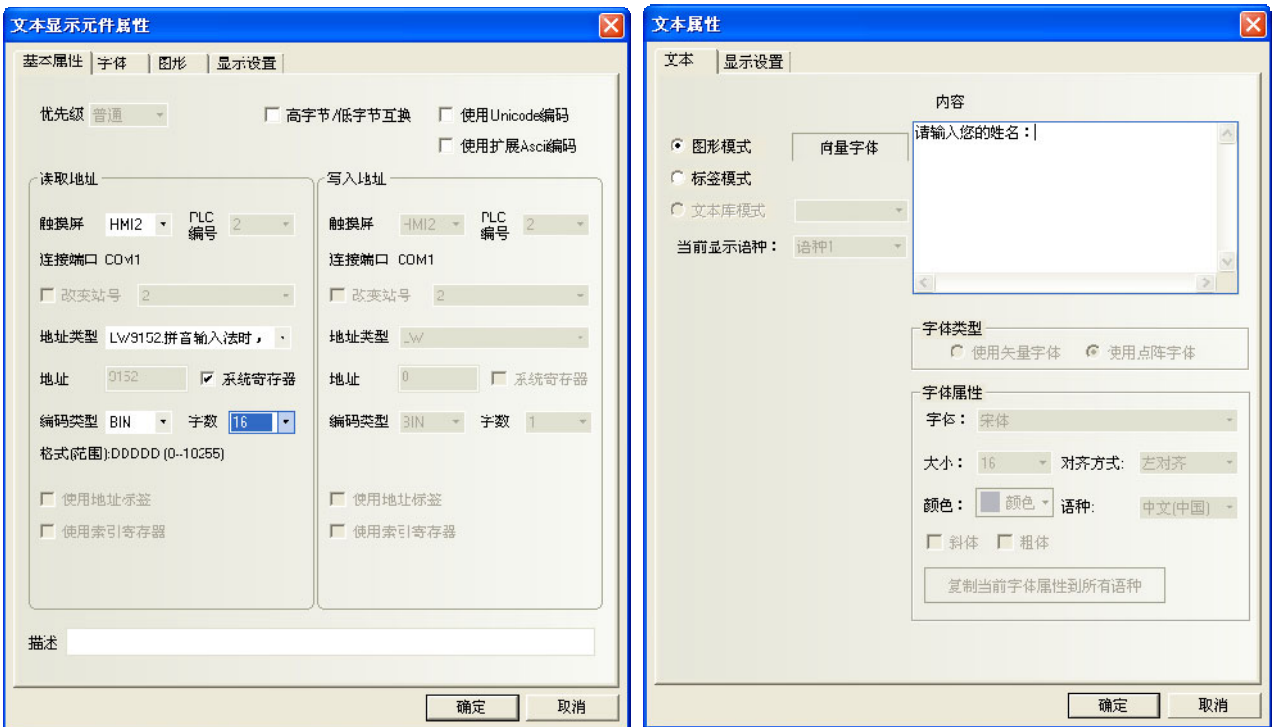 文本显示元件属性
基本属性 字体 图形 显示设置
优先级 普通 高字节/低字节互换 使用Unicode编码
使用扩展Ascii编码
读取地址 写入地址
触摸屏 HMI2 PLC编号 2 触摸屏 HMI2 PLC编号 2
连接端口 COM1 连接端口 COM1
改变站号 2 改变站号 2
地址类型 LW9152.拼音输入法时, 地址类型 LW
地址 9152 系统寄存器 地址 0 系统寄存器
编码类型 BIN 字数 16 编码类型 BIN 字数 1
格式(范围):DDDDD (0--10255)
使用地址标签 使用地址标签
使用索引寄存器 使用索引寄存器
描述
确定 取消
文本属性
文本 显示设置
内容
请输入您的姓名:
图形模式 向量字体
标签模式
文本库模式
当前显示语种: 语种1
字体类型
使用矢量字体 使用点阵字体
字体属性
字体: 宋体
大小: 16 对齐方式: 左对齐
颜色: 颜色 语种: 中文(中国)
斜体 粗体
复制当前字体属性到所有语种
确定 取消